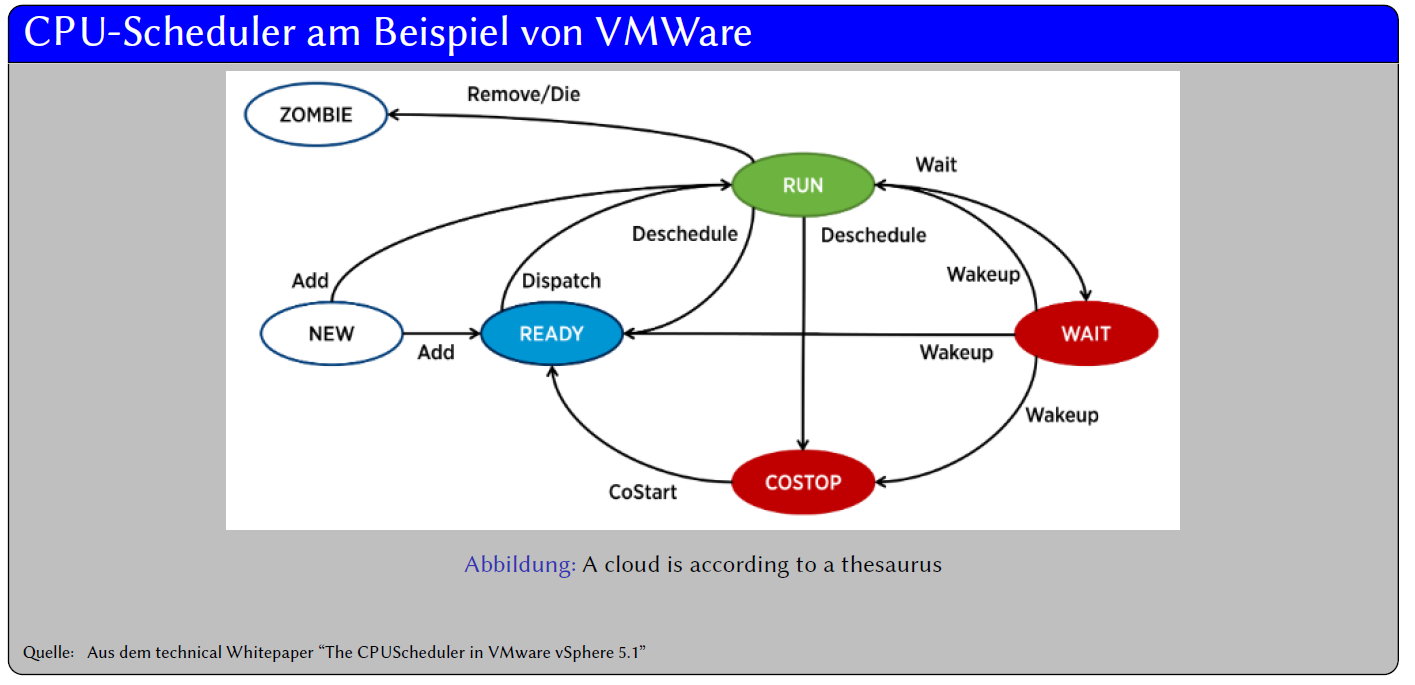 CPU-Scheduler am Beispiel von VMWare
Remove/Die
ZOMBIE
Wait
RUN
Deschedule
Deschedule
Add
Dispatch
Wakeup
NEW
READY
WAIT
Add
Wakeup
Wakeup
COSTOP
CoStart
Abbildung: A cloud is according to a thesaurus
Quelle: Aus dem technical Whitepaper “The CPUScheduler in VMware vSphere 5.1”